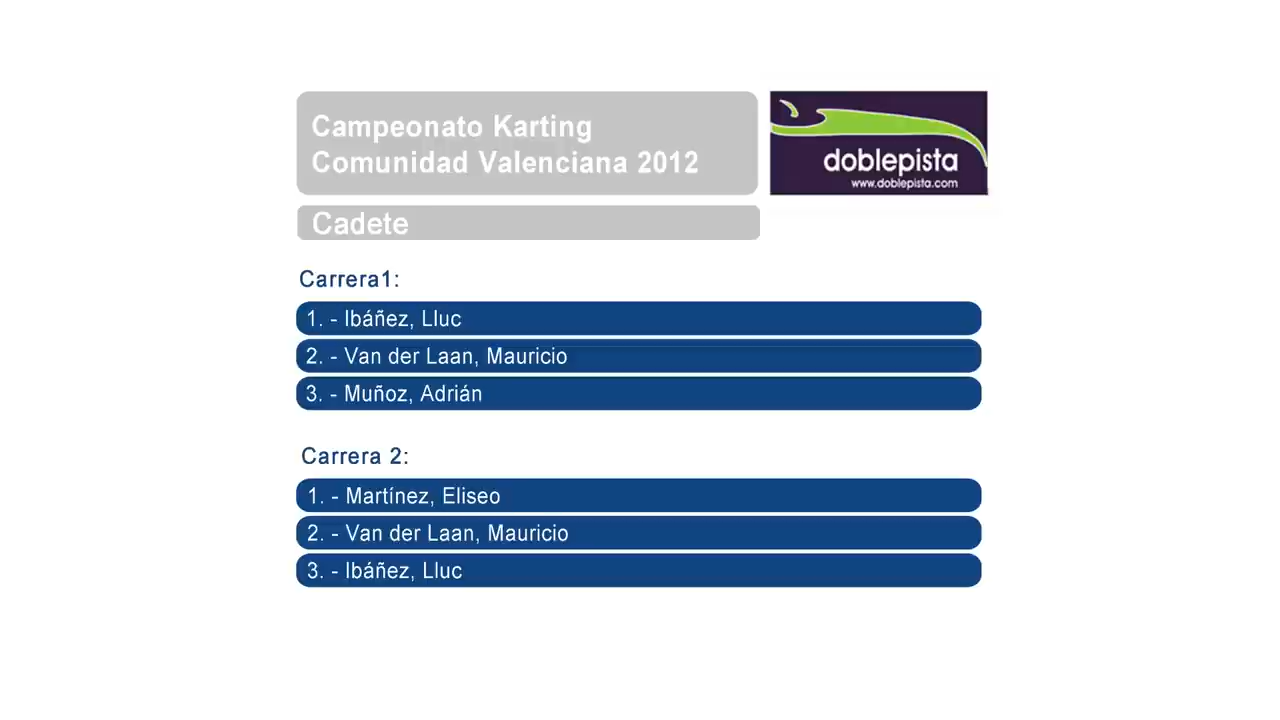 Campeonato Karting
Comunidad Valenciana 2012
doblepista
www.doblepista.com
Cadete
Carrera1:
1. - Ibáñez, Lluc
2. - Van der Laan, Mauricio
3. - Muñoz, Adrián
Carrera 2:
1. - Martínez, Eliseo
2. - Van der Laan, Mauricio
3. - Ibáñez, Lluc